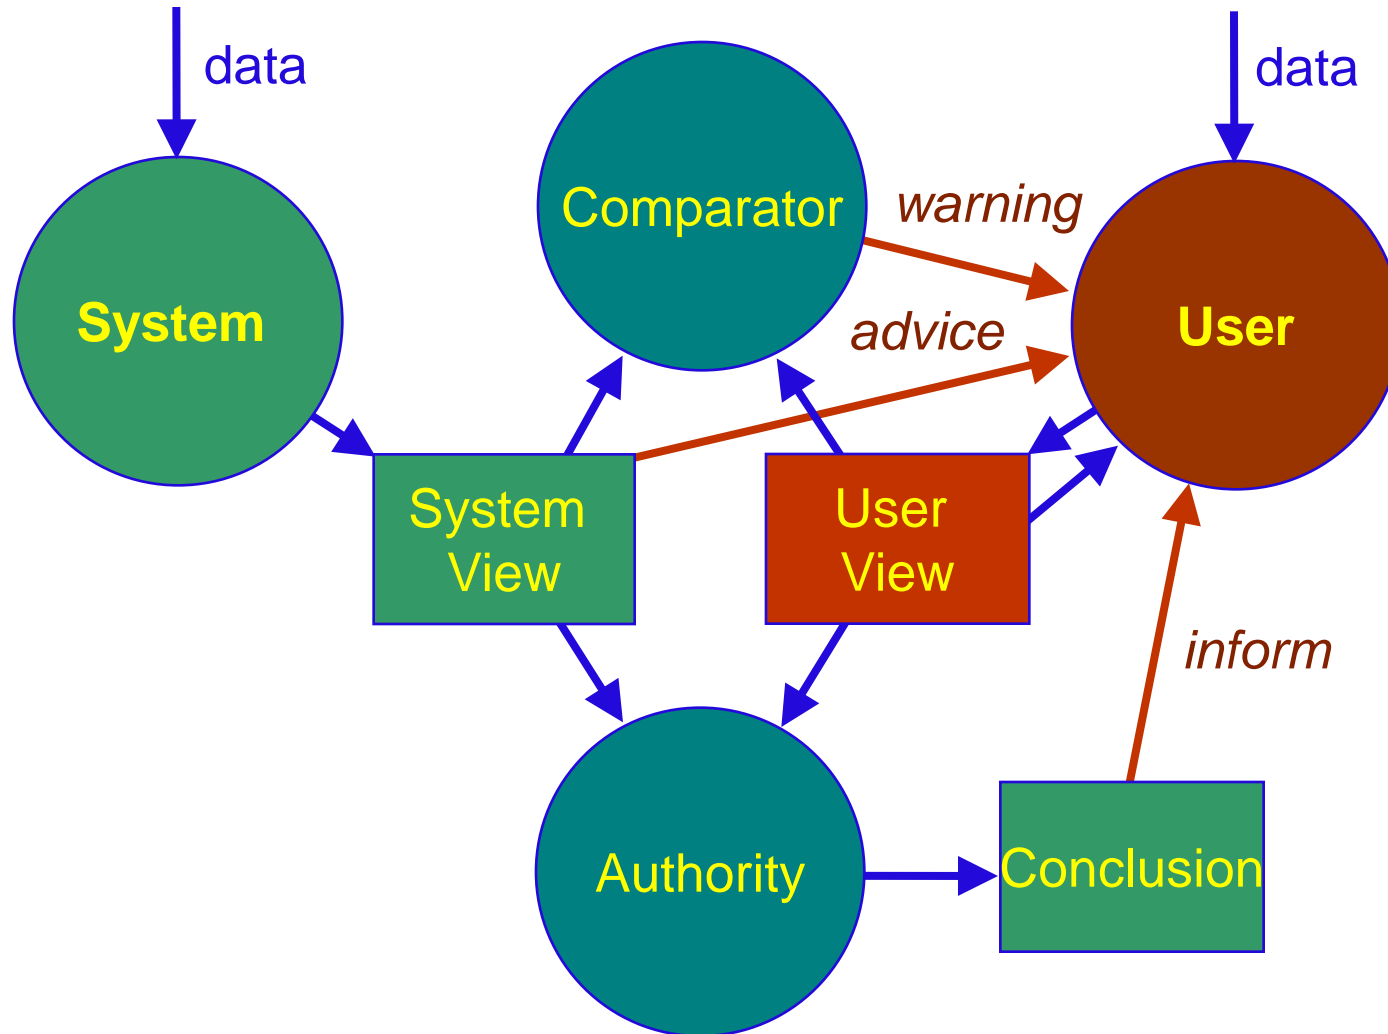 data
data
Comparator
warning
System
advice
User
System
View
User
View
inform
Authority
Conclusion